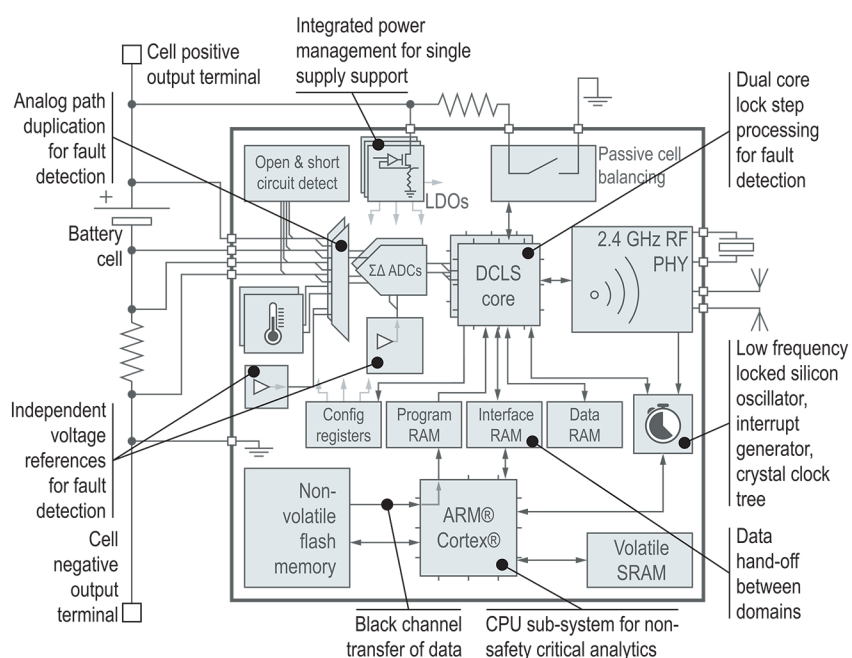 Integrated power
management for single
supply support
Cell positive
output terminal
Analog path
duplication
for fault
detection
Dual core
lock step
processing
for fault
detection
Open & short
circuit detect
LDOs
Passive cell
balancing
+
Battery
cell
ΣΔ ADCs
DCLS
core
2.4 GHz RF
PHY
Low frequency
locked silicon
oscillator,
interrupt
generator,
crystal clock
tree
Independent
voltage
references
for fault
detection
Config
registers
Program
RAM
Interface
RAM
Data
RAM
Non-
volatile
flash
memory
ARM®
Cortex®
Volatile
SRAM
Cell
negative
output
terminal
Data
hand-off
between
domains
Black channel
transfer of data
CPU sub-system for non-
safety critical analytics